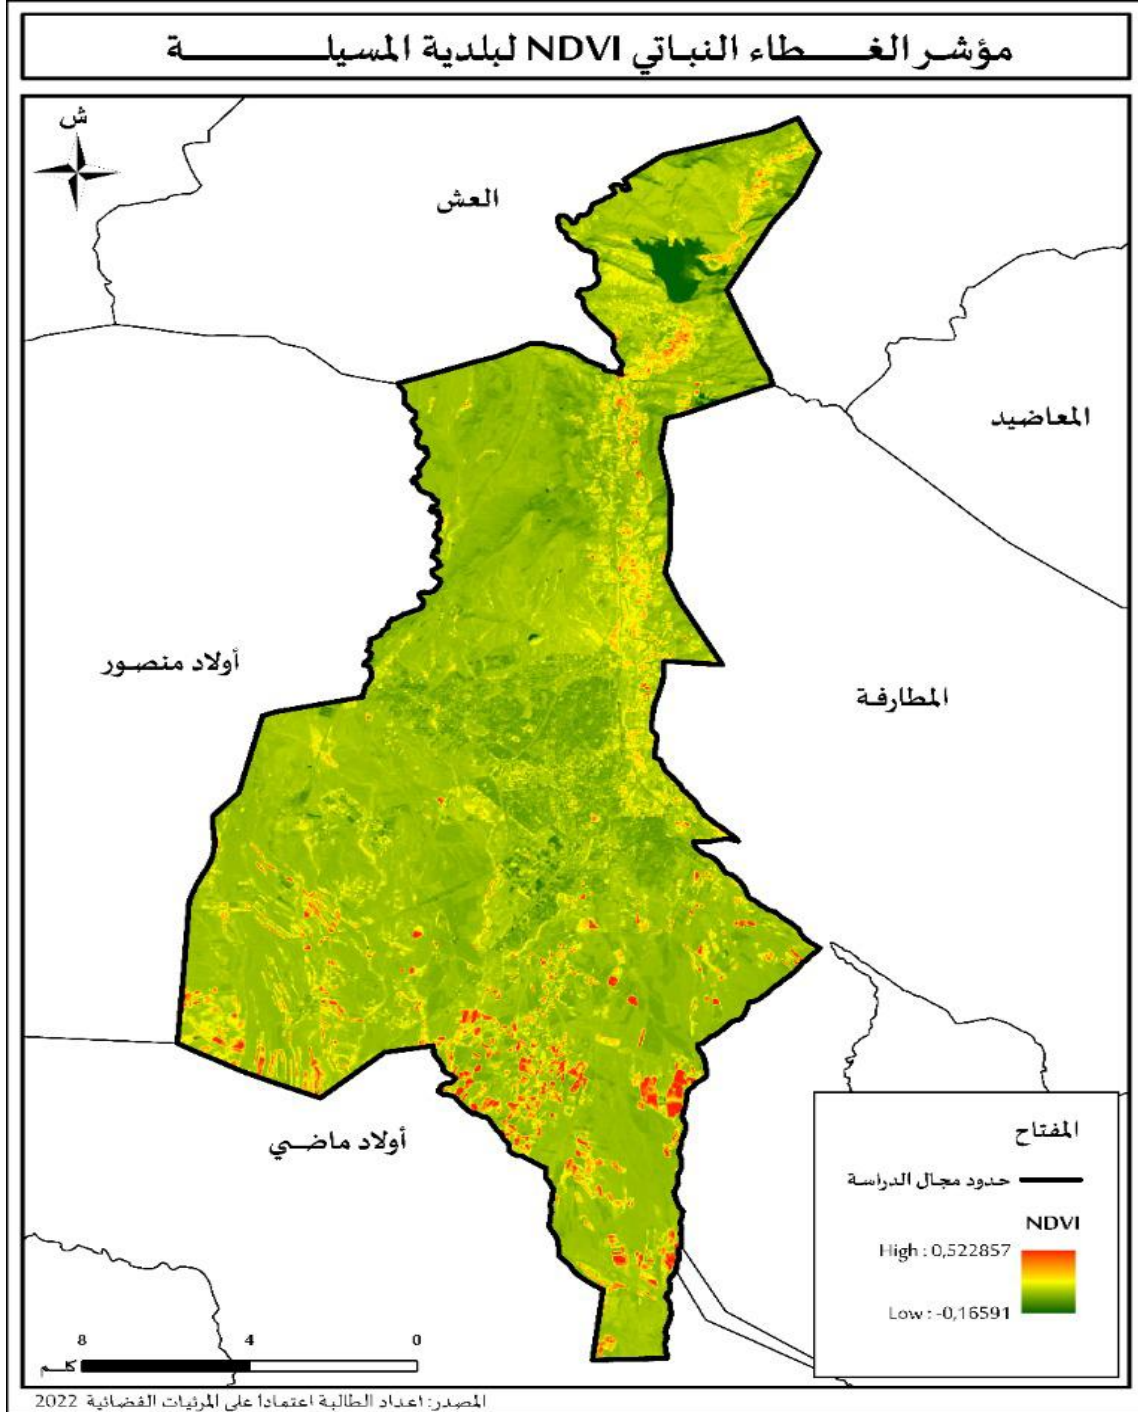 مؤشر الغطاء النباتي NDVI لبلدية المسيلة
ش
العش
المعاضيد
أولاد منصور
المطارفة
أولاد ماضي
المفتاح
حدود مجال الدراسة
NDVI
High : 0,522857
Low : -0,16591
8 4 0
كلم
المصدر: اعداد الطالبة اعتمادا على المرئيات الفضائية 2022